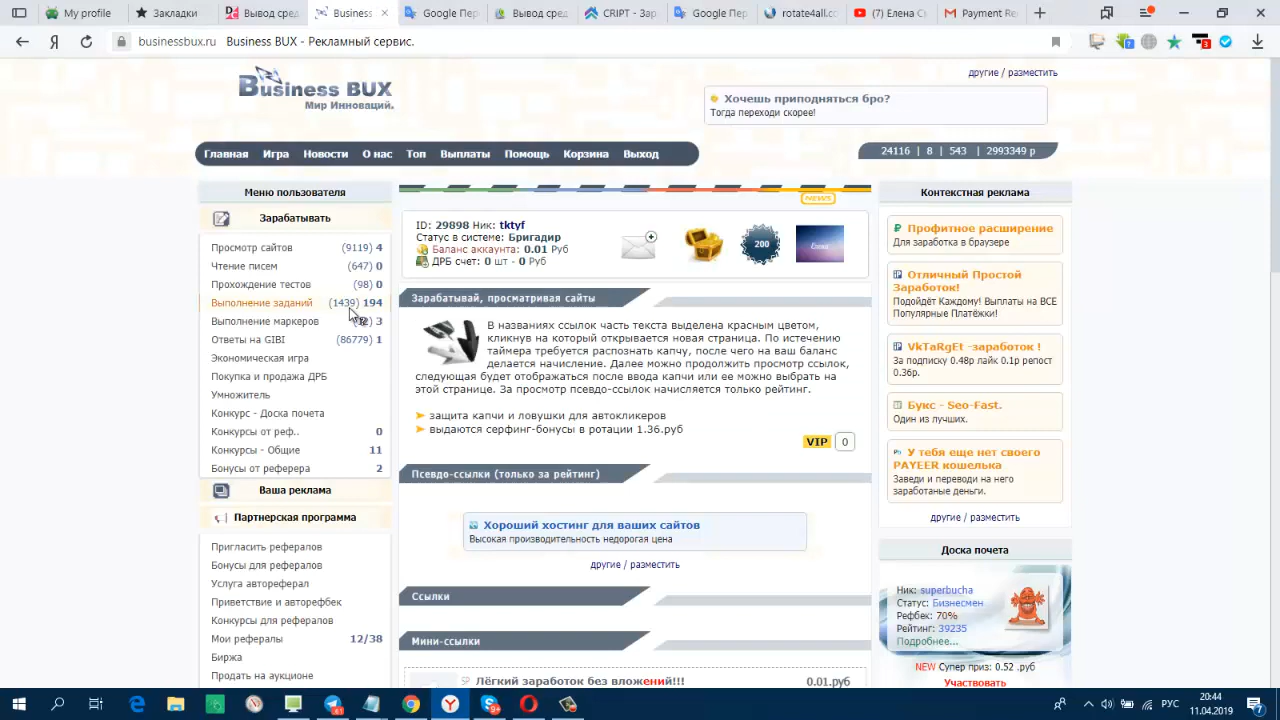 My profile
Закладки
Вывод сред
Business
Google Пер
Вывод сред
CRIPT - Зар
Google Пер
rotate4all.cc
(7) Елена С
Payment Re
businessbux.ru Business BUX - Рекламный сервис.
Business BUX
Мир Инноваций.
другие / разместить
Хочешь приподняться бро?
Тогда переходи скорее!
Главная Игра Новости О нас Топ Выплаты Помощь Корзина Выход
24116 | 8 | 543 | 2993349 р
Меню пользователя
Зарабатывать
Просмотр сайтов (9119) 4
Чтение писем (647) 0
Прохождение тестов (98) 0
Выполнение заданий (1439) 194
Выполнение маркеров 3
Ответы на GIBI (86779) 1
Экономическая игра
Покупка и продажа ДРБ
Умножитель
Конкурс - Доска почета
Конкурсы от реф.. 0
Конкурсы - Общие 11
Бонусы от реферера 2
Ваша реклама
Партнерская программа
Пригласить рефералов
Бонусы для рефералов
Услуга автореферал
Приветствие и авторефбек
Конкурсы для рефералов
Мои рефералы 12/38
Биржа
Продать на аукционе
NEWS
ID: 29898 Ник: tktyf
Статус в системе: Бригадир
Баланс аккаунта: 0.01 Руб
ДРБ счет: 0 шт - 0 Руб
200
Зарабатывай, просматривая сайты
В названиях ссылок часть текста выделена красным цветом,
кликнув на который открывается новая страница. По истечению
таймера требуется распознать капчу, после чего на ваш баланс
делается начисление. Далее можно продолжить просмотр ссылок,
следующая будет отображаться после ввода капчи или ее можно выбрать на
этой странице. За просмотр псевдо-ссылок начисляется только рейтинг.
защита капчи и ловушки для автокликеров
выдаются серфинг-бонусы в ротации 1.36.руб
VIP 0
Псевдо-ссылки (только за рейтинг)
Хороший хостинг для ваших сайтов
Высокая производительность недорогая цена
другие / разместить
Ссылки
Мини-ссылки
Лёгкий заработок без вложений!!! 0.01.руб
Контекстная реклама
Профитное расширение
Для заработка в браузере
Отличный Простой
Заработок!
Подойдёт Каждому! Выплаты на ВСЕ
Популярные Платёжки!
VkTaRgEt -заработок !
За подписку 0.48р лайк 0.1р репост
0.36р.
Букс - Seo-Fast.
Один из лучших.
У тебя еще нет своего
PAYEER кошелька
Заведи и переводи на него
заработаные деньги.
другие / разместить
Доска почета
Ник: superbucha
Статус: Бизнесмен
Рефбек: 70%
Рейтинг: 39235
Подробнее...
NEW Супер приз: 0.52 .руб
Участвовать
РУС
20:44
11.04.2019